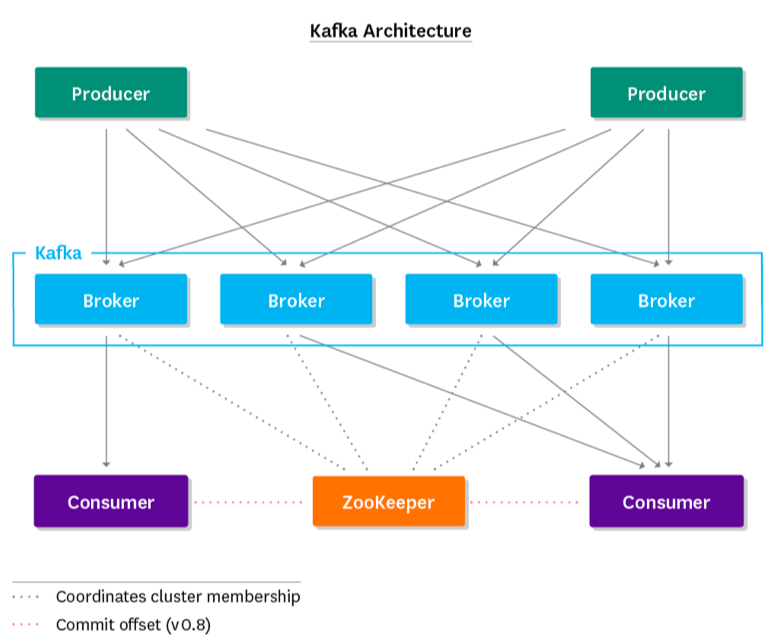 Kafka Architecture
Producer
Producer
Kafka
Broker
Broker
Broker
Broker
Consumer
ZooKeeper
Consumer
Coordinates cluster membership
Commit offset (v0.8)